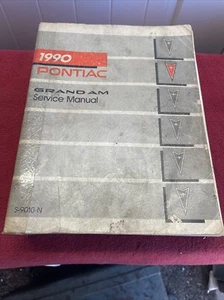 1990
PONTIAC
GRAND AM
Service Manual
S-9010-N